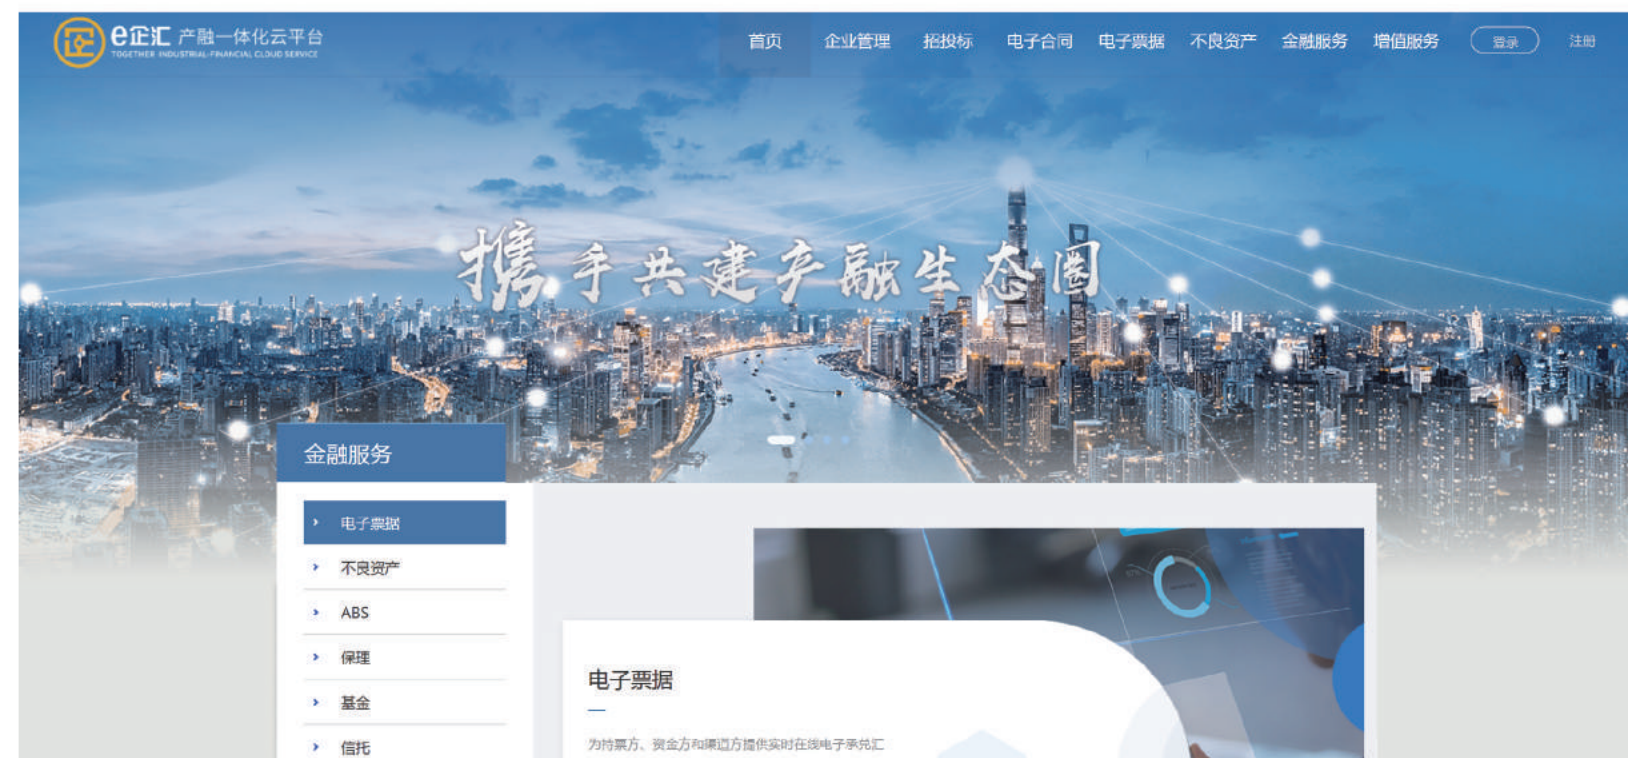 e企汇 产融一体化云平台
TOGETHER INDUSTRIAL-FINANCIAL CLOUD SERVICE
首页 企业管理 招投标 电子合同 电子票据 不良资产 金融服务 增值服务 登录 注册
携手共建产融生态圈
金融服务
电子票据
不良资产
ABS
保理
基金
信托
电子票据
为持票方、资金方和渠道方提供实时在线电子承兑汇